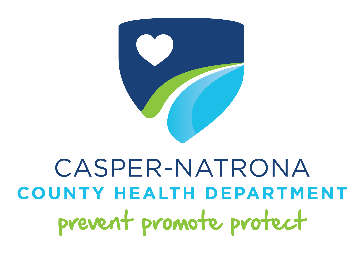 CASPER-NATRONA
COUNTY HEALTH DEPARTMENT
prevent promote protect